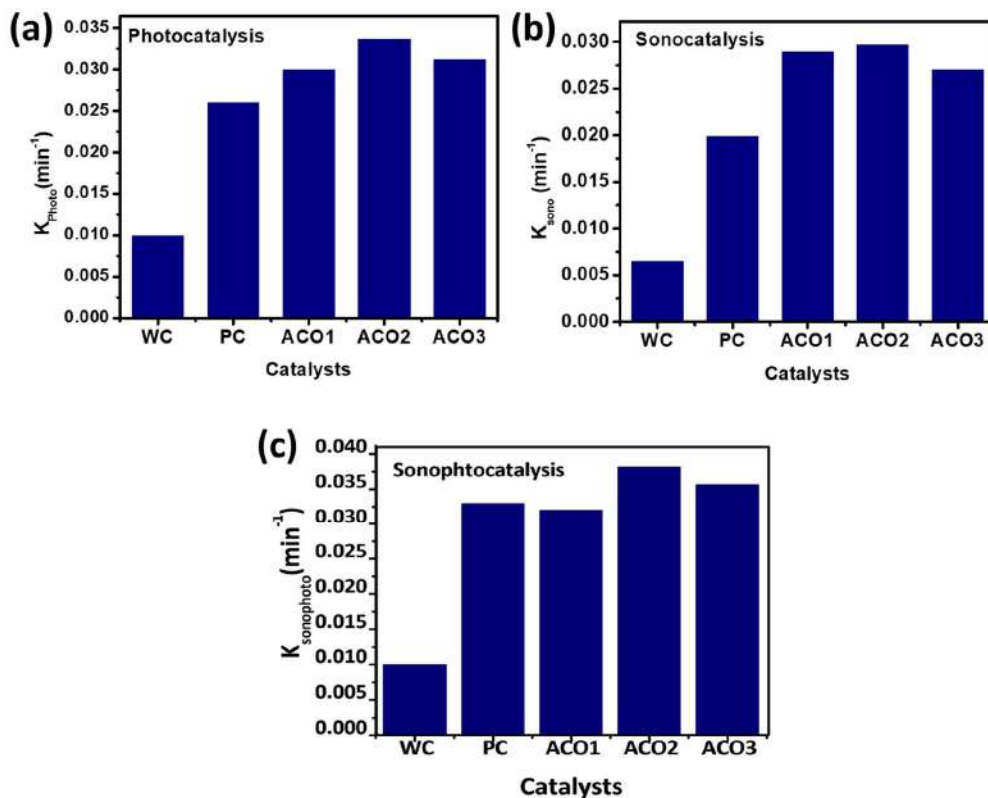 (a)
Photocatalysis
0.035
0.030
0.025
0.020
0.015
0.010
0.005
0.000
K_Photo (min⁻¹)
WC PC ACO1 ACO2 ACO3
Catalysts
(b)
Sonocatalysis
0.030
0.025
0.020
0.015
0.010
0.005
0.000
K_sono (min⁻¹)
WC PC ACO1 ACO2 ACO3
Catalysts
(c)
Sonophtocatalysis
0.040
0.035
0.030
0.025
0.020
0.015
0.010
0.005
0.000
K_sonophoto (min⁻¹)
WC PC ACO1 ACO2 ACO3
Catalysts